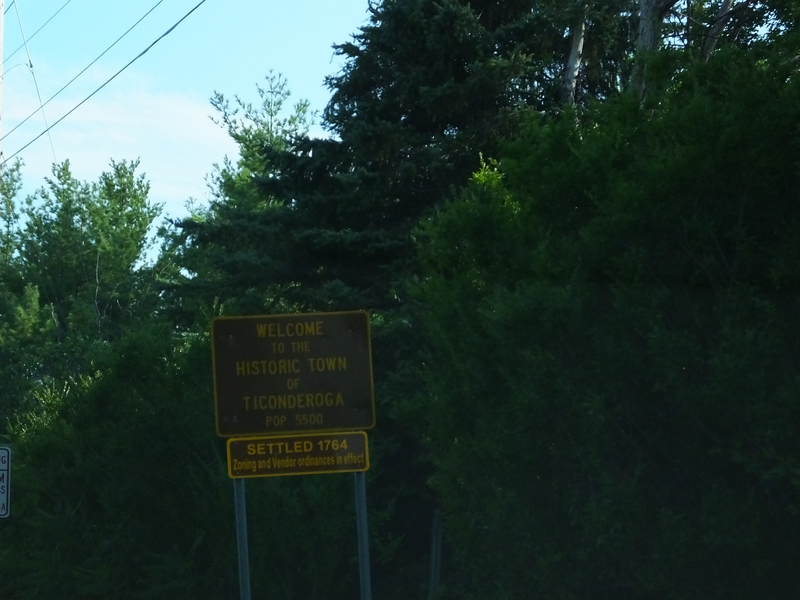 WELCOME
TO THE
HISTORIC TOWN
OF
TICONDEROGA
POP. 5500
SETTLED 1764
Zoning and Vendor ordinances in effect